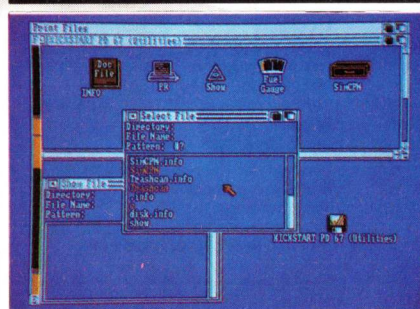 Print Files
F:KICKSTART PD 67 (Utilities)
Doc
File
INFO
PR
Show
Fuel
Gauge
SimCPM
Select File
Directory:
File Name:
Pattern: #?
SimCPM.info
SimCPM
Trashcan.info
Trashcan
.info
c
disk.info
show
Show File
Directory:
File Name:
Pattern:
KICKSTART PD 67 (Utilities)